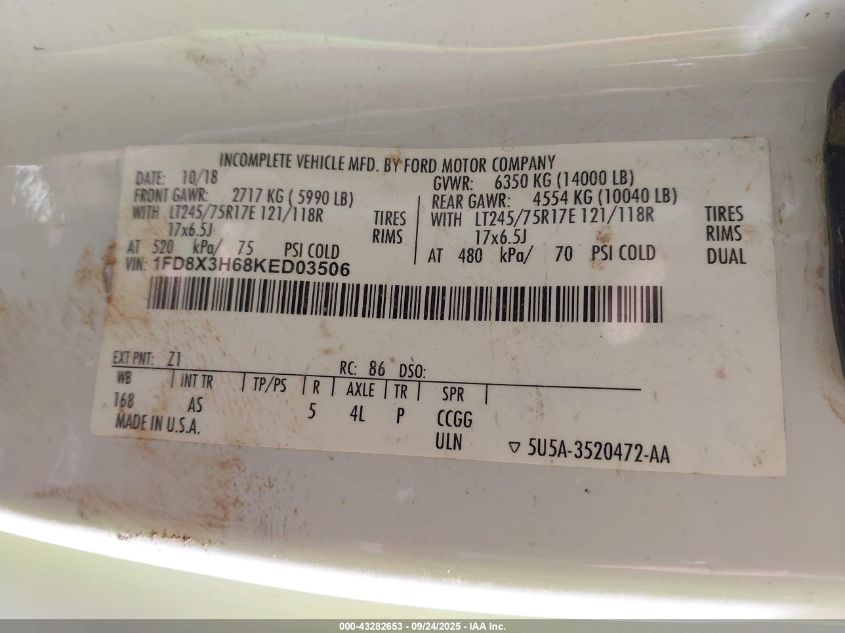 INCOMPLETE VEHICLE MFD. BY FORD MOTOR COMPANY
DATE: 10/18 GVWR: 6350 KG (14000 LB)
FRONT GAWR: 2717 KG ( 5990 LB) REAR GAWR: 4554 KG (10040 LB)
WITH LT245/75R17E 121/118R TIRES WITH LT245/75R17E 121/118R TIRES
17x6.5J RIMS 17x6.5J RIMS
AT 520 kPa/ 75 PSI COLD AT 480 kPa/ 70 PSI COLD DUAL
VIN: 1FD8X3H68KED03506
EXT PNT: Z1 RC: 86 DSO:
WB INT TR TP/PS R AXLE TR SPR
168 AS 5 4L P CCGG
MADE IN U.S.A. ULN ▽ 5U5A-3520472-AA
000-43282653 - 09/24/2025 - IAA Inc.